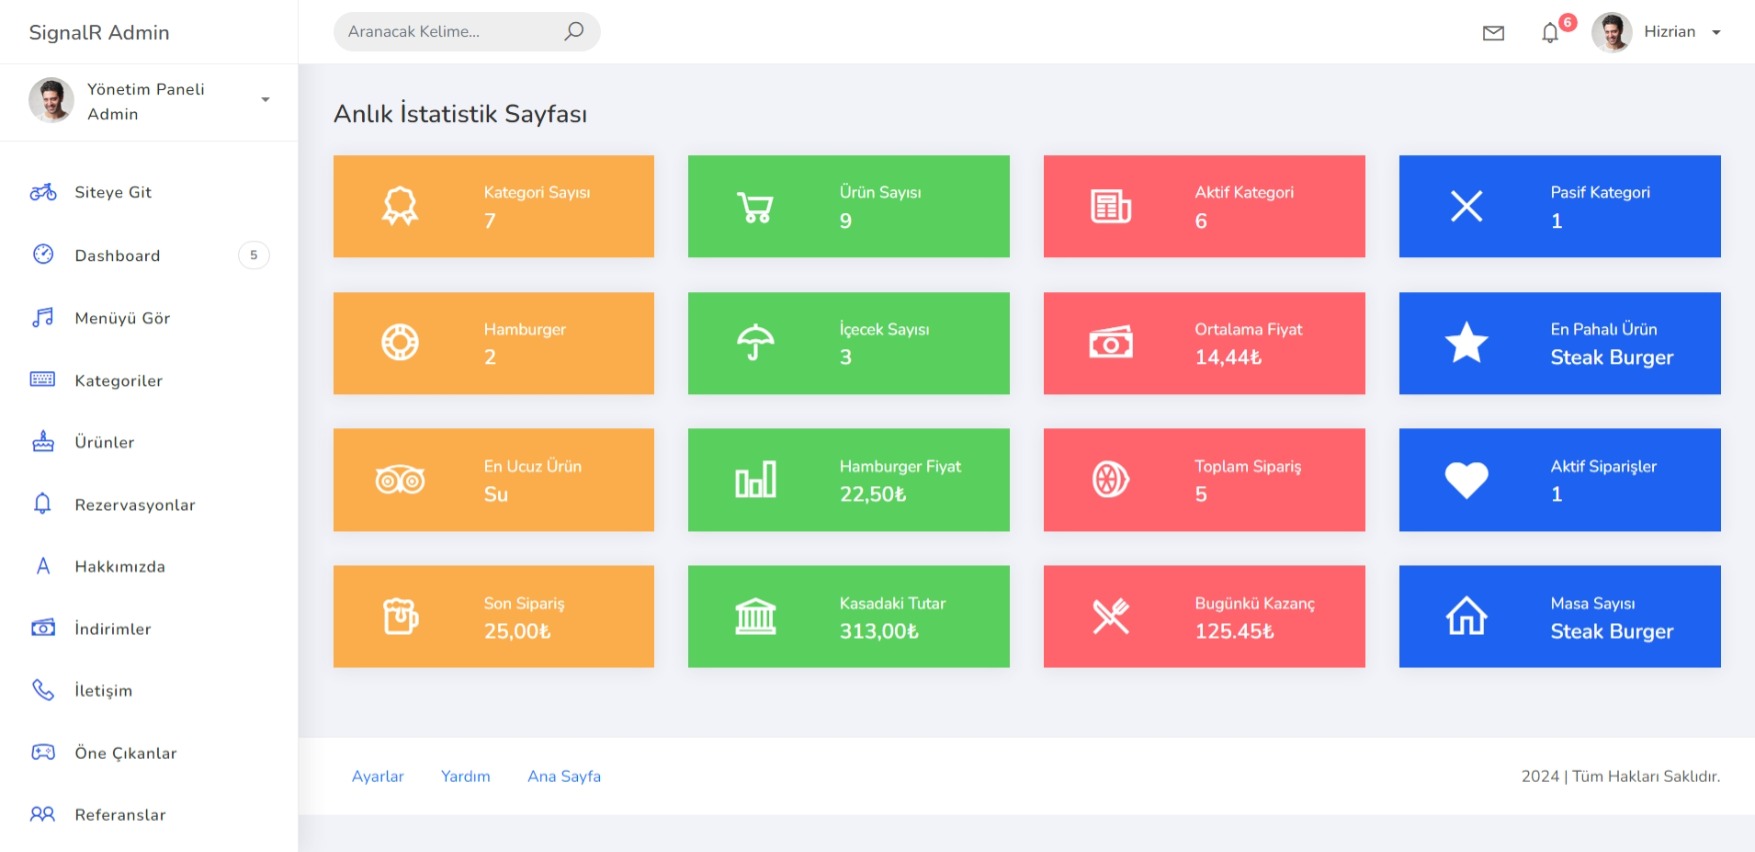 SignalR Admin
Aranacak Kelime...
6
Hizrian
Yönetim Paneli
Admin
Siteye Git
Dashboard
5
Menüyü Gör
Kategoriler
Ürünler
Rezervasyonlar
Hakkımızda
İndirimler
İletişim
Öne Çıkanlar
Referanslar
Anlık İstatistik Sayfası
Kategori Sayısı
7
Ürün Sayısı
9
Aktif Kategori
6
Pasif Kategori
1
Hamburger
2
İçecek Sayısı
3
Ortalama Fiyat
14,44₺
En Pahalı Ürün
Steak Burger
En Ucuz Ürün
Su
Hamburger Fiyat
22,50₺
Toplam Sipariş
5
Aktif Siparişler
1
Son Sipariş
25,00₺
Kasadaki Tutar
313,00₺
Bugünkü Kazanç
125.45₺
Masa Sayısı
Steak Burger
Ayarlar
Yardım
Ana Sayfa
2024 | Tüm Hakları Saklıdır.